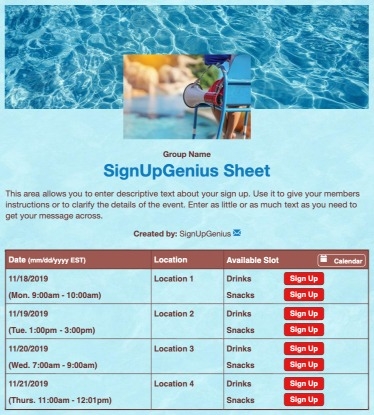 Group Name
SignUpGenius Sheet
This area allows you to enter descriptive text about your sign up. Use it to give your members
instructions or to clarify the details of the event. Enter as little or as much text as you need to
get your message across.
Created by: SignUpGenius
Date (mm/dd/yyyy EST) Location Available Slot Calendar
11/18/2019 Location 1 Drinks Sign Up
(Mon. 9:00am - 10:00am) Snacks Sign Up
11/19/2019 Location 2 Drinks Sign Up
(Tue. 1:00pm - 3:00pm) Snacks Sign Up
11/20/2019 Location 3 Drinks Sign Up
(Wed. 7:00am - 9:00am) Snacks Sign Up
11/21/2019 Location 4 Drinks Sign Up
(Thurs. 11:00am - 12:01pm) Snacks Sign Up